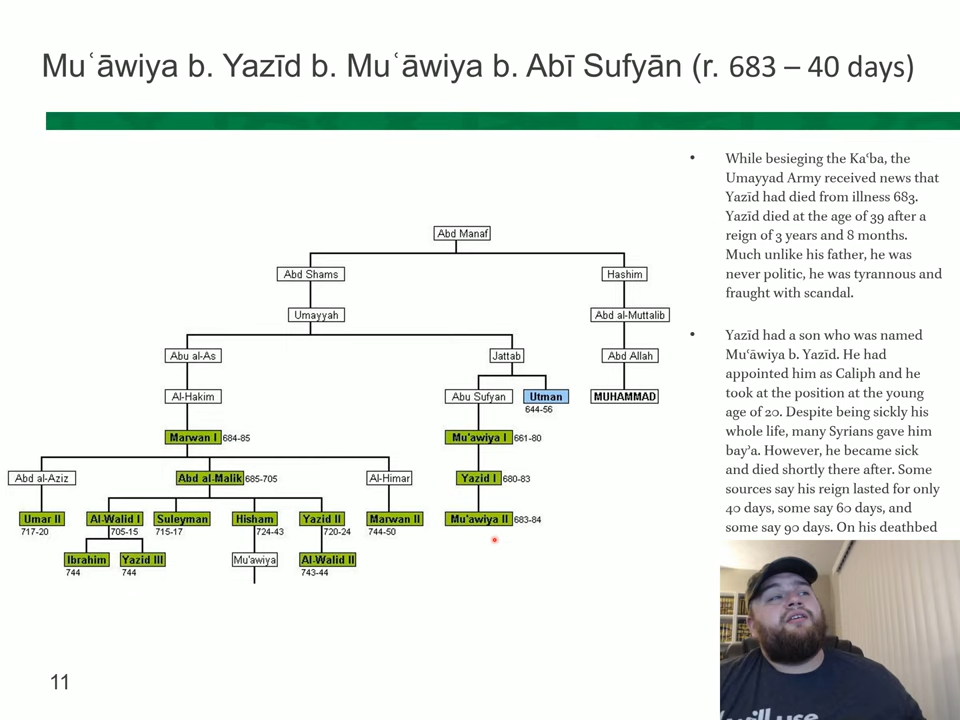 Muʿāwiya b. Yazīd b. Muʿāwiya b. Abī Sufyān (r. 683 – 40 days)
• While besieging the Kaʿba, the
Umayyad Army received news that
Yazīd had died from illness 683.
Yazīd died at the age of 39 after a
reign of 3 years and 8 months.
Much unlike his father, he was
never politic, he was tyrannous and
fraught with scandal.
• Yazīd had a son who was named
Muʿāwiya b. Yazīd. He had
appointed him as Caliph and he
took at the position at the young
age of 20. Despite being sickly his
whole life, many Syrians gave him
bay’a. However, he became sick
and died shortly there after. Some
sources say his reign lasted for only
40 days, some say 60 days, and
some say 90 days. On his deathbed
Abd Manaf
Abd Shams
Hashim
Umayyah
Abd al-Muttalib
Abu al-As
Jattab
Abd Allah
Al-Hakim
Abu Sufyan
Utman
MUHAMMAD
644-56
Marwan I 684-85
Mu'awiya I 661-80
Abd al-Aziz
Abd al-Malik 685-705
Al-Himar
Yazid I 680-83
Umar II
Al-Walid I
Suleyman
Hisham
Yazid II
Marwan II
Mu'awiya II 683-84
717-20
705-15
715-17
724-43
720-24
744-50
Ibrahim
Yazid III
Mu'awiya
Al-Walid II
744
744
743-44
11
will use